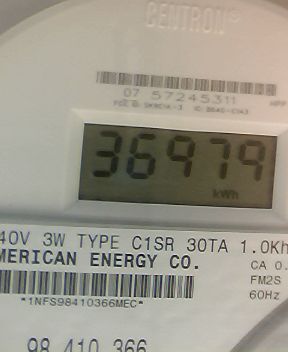 CENTRON®
07 57245311
36979
kWh
40V 3W TYPE C1SR 30TA 1.0Kh
MERICAN ENERGY CO.
CA 0.
*1NFS98410366MEC*
FM2S
60Hz
98 410 366